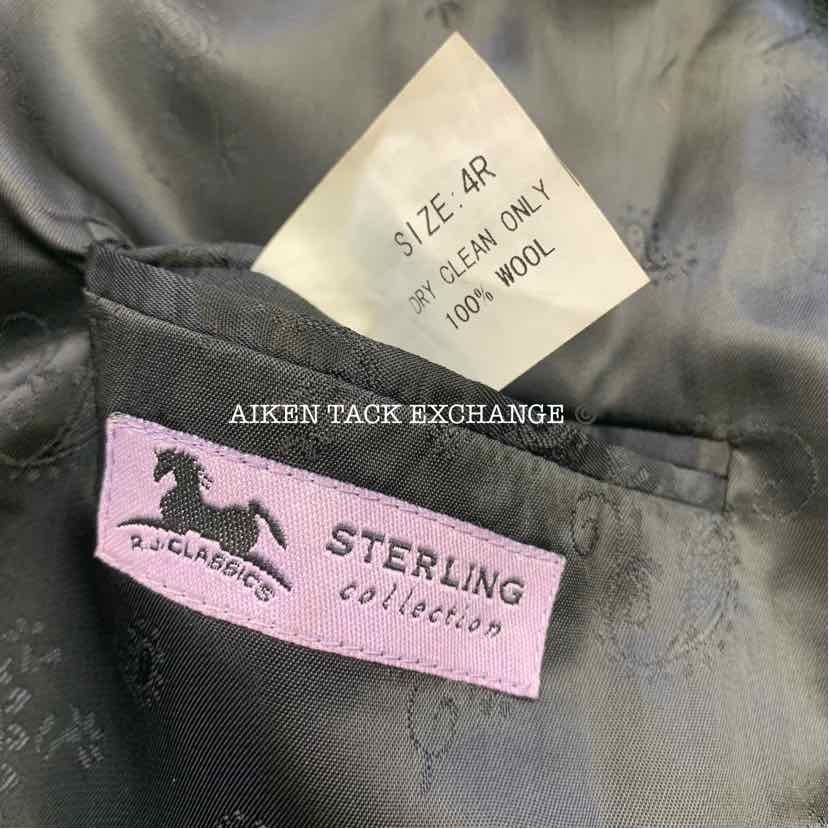 SIZE: 4R
DRY CLEAN ONLY
100% WOOL
AIKEN TACK EXCHANGE ©
R.J. CLASSICS
STERLING
collection